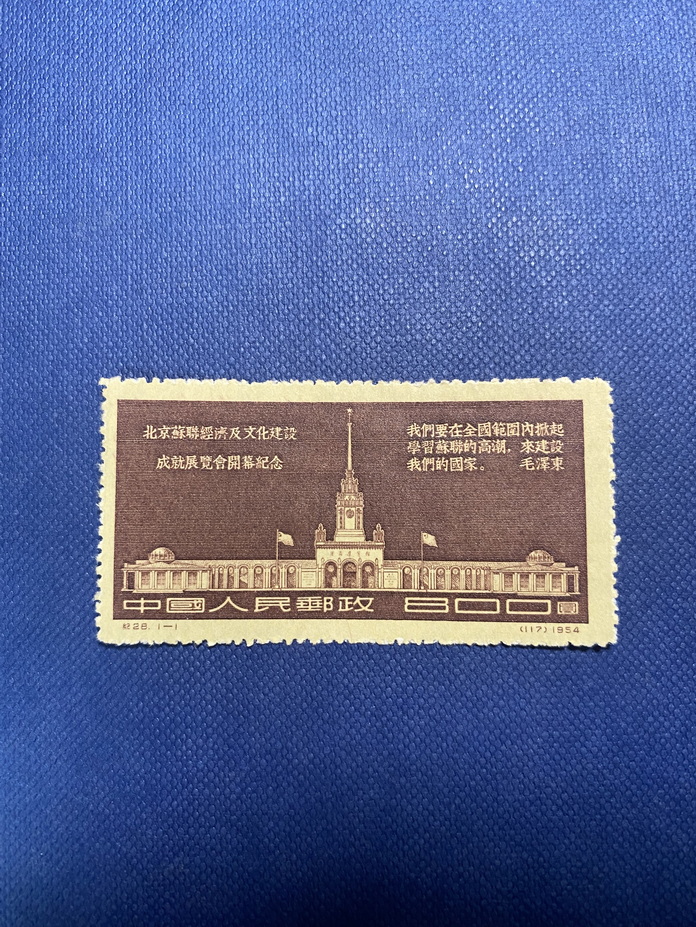 北京蘇聯經濟及文化建設
成就展覽會開幕紀念
我們要在全國範圍內掀起
學習蘇聯的高潮，來建設
我們的國家。 毛澤東
中國人民郵政 800圓
紀28. 1—1
(117) 1954